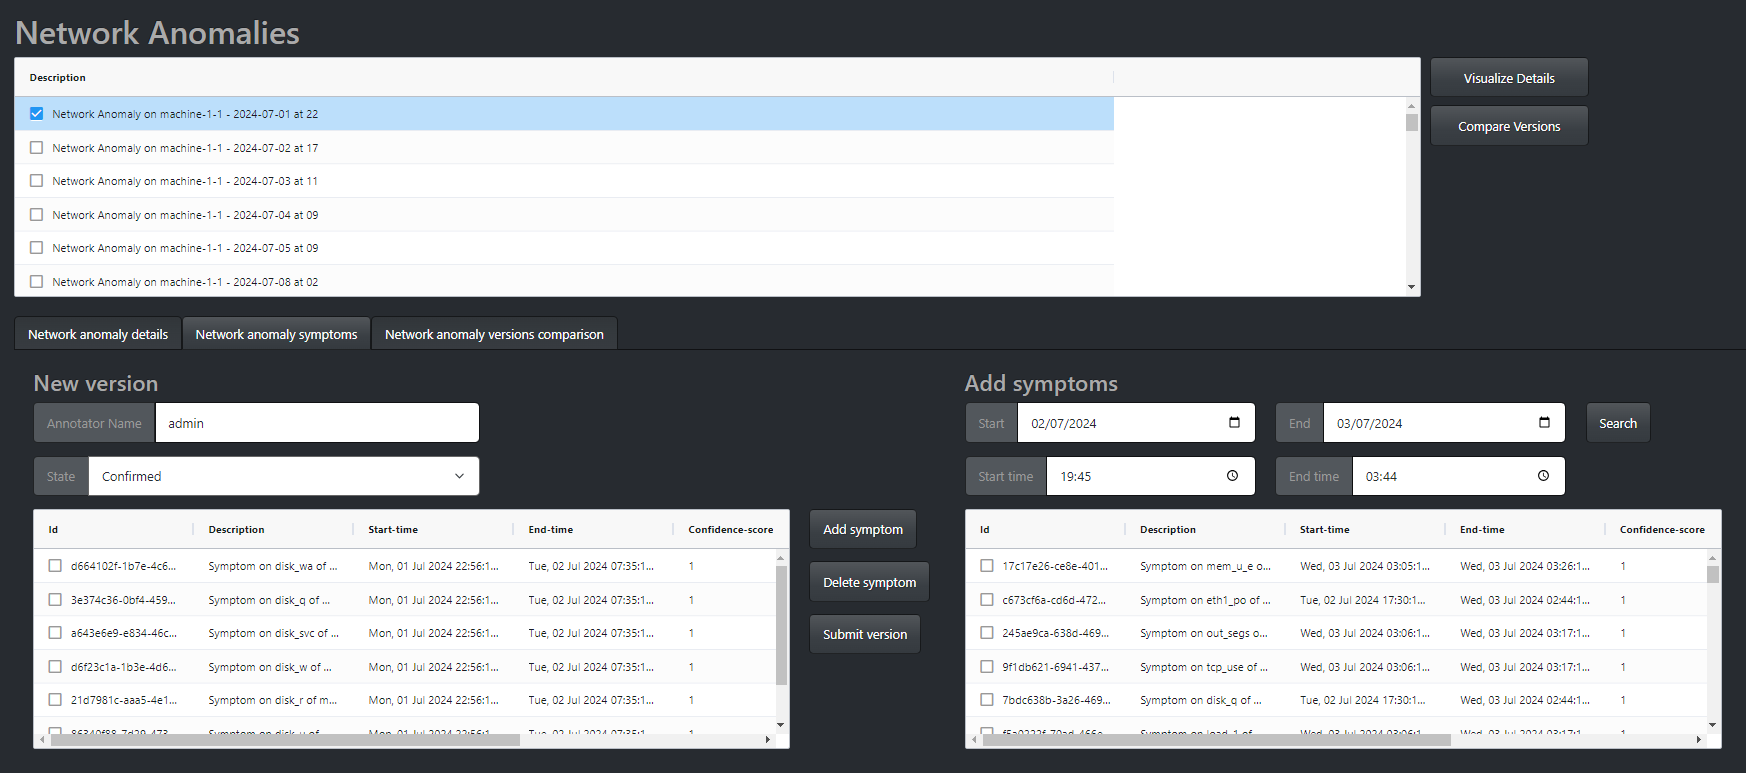 Network Anomalies
Description
Network Anomaly on machine-1-1 - 2024-07-01 at 22
Network Anomaly on machine-1-1 - 2024-07-02 at 17
Network Anomaly on machine-1-1 - 2024-07-03 at 11
Network Anomaly on machine-1-1 - 2024-07-04 at 09
Network Anomaly on machine-1-1 - 2024-07-05 at 09
Network Anomaly on machine-1-1 - 2024-07-08 at 02
Visualize Details
Compare Versions
Network anomaly details Network anomaly symptoms Network anomaly versions comparison
New version
Annotator Name admin
State Confirmed
Id Description Start-time End-time Confidence-score
d664102f-1b7e-4c6... Symptom on disk_wa of ... Mon, 01 Jul 2024 22:56:1... Tue, 02 Jul 2024 07:35:1... 1
3e374c36-0bf4-459... Symptom on disk_q of ... Mon, 01 Jul 2024 22:56:1... Tue, 02 Jul 2024 07:35:1... 1
a643e6e9-e834-46c... Symptom on disk_svc of ... Mon, 01 Jul 2024 22:56:1... Tue, 02 Jul 2024 07:35:1... 1
d6f23c1a-1b3e-4d6... Symptom on disk_w of ... Mon, 01 Jul 2024 22:56:1... Tue, 02 Jul 2024 07:35:1... 1
21d7981c-aaa5-4e1... Symptom on disk_r of m... Mon, 01 Jul 2024 22:56:1... Tue, 02 Jul 2024 07:35:1... 1
Add symptom
Delete symptom
Submit version
Add symptoms
Start 02/07/2024 End 03/07/2024 Search
Start time 19:45 End time 03:44
Id Description Start-time End-time Confidence-score
17c17e26-ce8e-401... Symptom on mem_u_e o... Wed, 03 Jul 2024 03:05:1... Wed, 03 Jul 2024 03:26:1... 1
c673cf6a-cd6d-472... Symptom on eth1_po of ... Tue, 02 Jul 2024 17:30:1... Wed, 03 Jul 2024 02:44:1... 1
245ae9ca-638d-469... Symptom on out_segs o... Wed, 03 Jul 2024 03:06:1... Wed, 03 Jul 2024 03:17:1... 1
9f1db621-6941-437... Symptom on tcp_use of ... Wed, 03 Jul 2024 03:06:1... Wed, 03 Jul 2024 03:17:1... 1
7bdc638b-3a26-469... Symptom on disk_q of ... Tue, 02 Jul 2024 17:30:1... Wed, 03 Jul 2024 02:44:1... 1